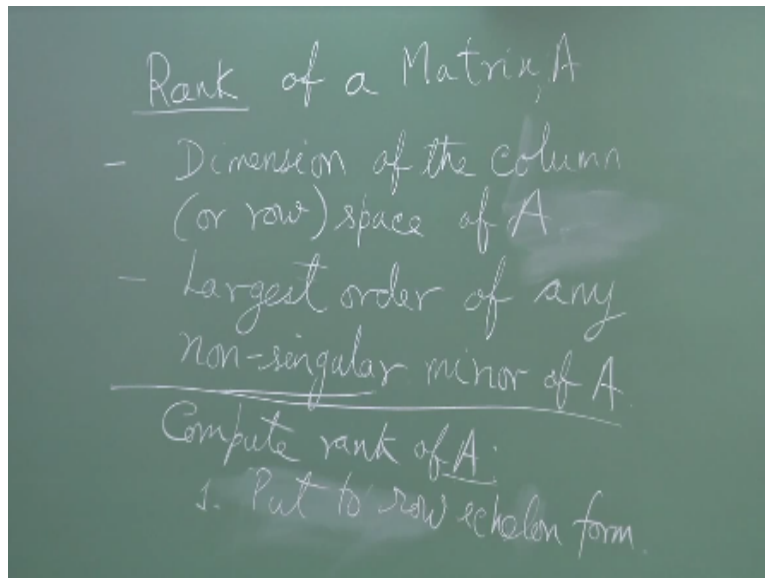 Rank of a Matrix, A
- Dimension of the column
(or row) space of A
- Largest order of any
non-singular minor of A.
Compute rank of A:
1. Put to row echelon form.